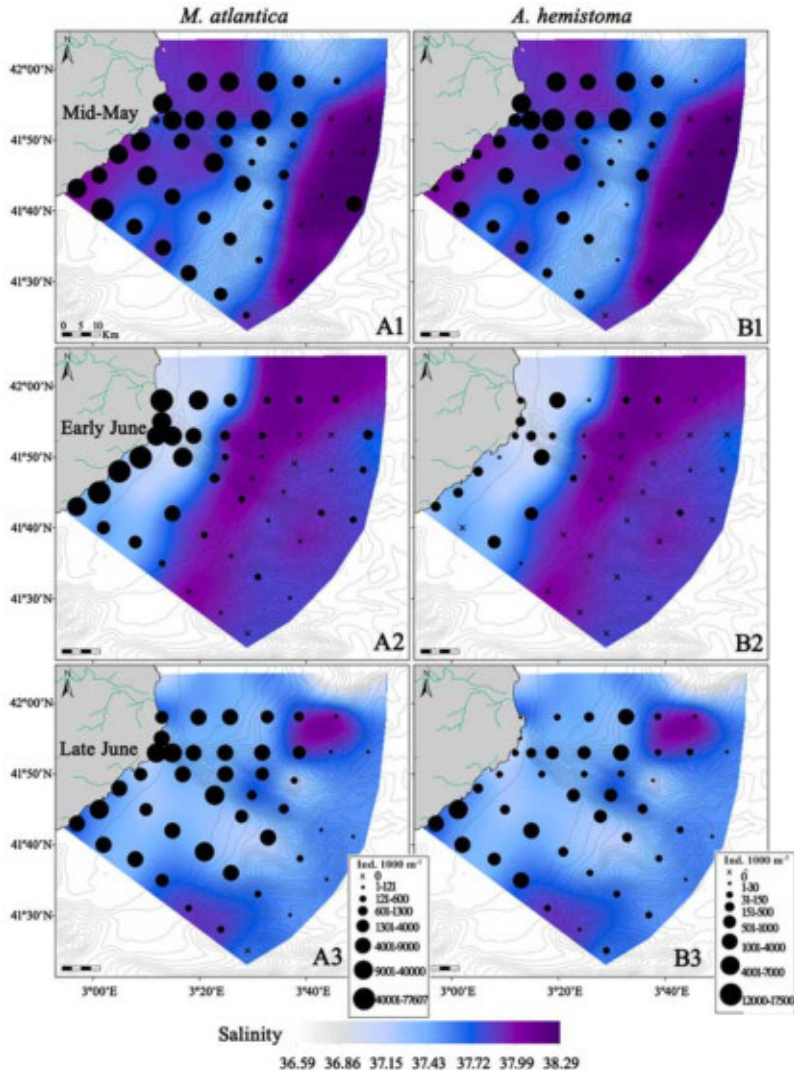 M. atlantica A. hemistoma
N N
42°00'N
Mid-May
41°50'N
41°40'N
41°30'N
0 5 10
Km
A1 B1
N N
42°00'N
Early June
41°50'N
41°40'N
41°30'N
A2 B2
N N
42°00'N
Late June
41°50'N
41°40'N
41°30'N
Ind. 1000 m⁻³
0
1-121
121-600
601-1300
1301-4000
4001-9000
9001-40000
40001-77607
Ind. 1000 m⁻³
0
1-30
31-150
151-500
501-1000
1001-4000
4001-7000
12000-17500
A3 B3
3°00'E 3°20'E 3°40'E 3°00'E 3°20'E 3°40'E
Salinity
36.59 36.86 37.15 37.43 37.72 37.99 38.29